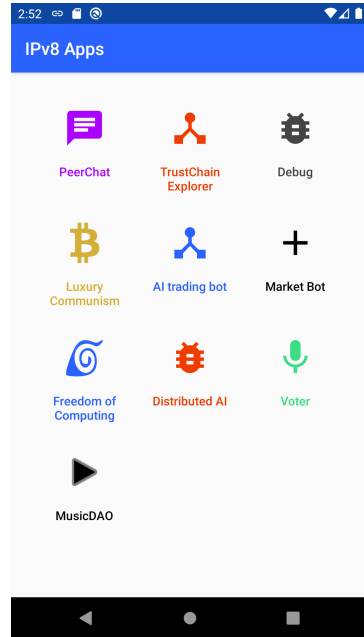 2:52
IPv8 Apps
PeerChat
TrustChain
Explorer
Debug
Luxury
Communism
AI trading bot
Market Bot
Freedom of
Computing
Distributed AI
Voter
MusicDAO